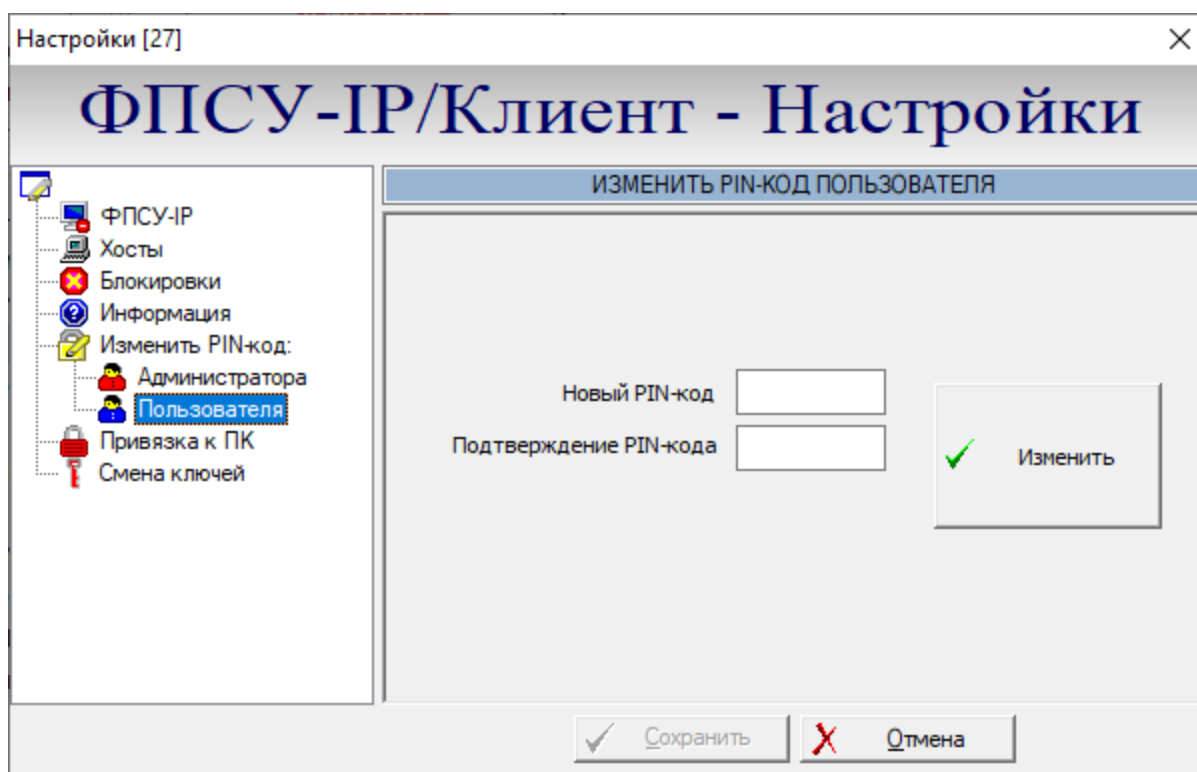 Настройки [27]
ФПСУ-IP/Клиент - Настройки
ФПСУ-IP
Хосты
Блокировки
Информация
Изменить PIN-код:
Администратора
Пользователя
Привязка к ПК
Смена ключей
ИЗМЕНИТЬ PIN-КОД ПОЛЬЗОВАТЕЛЯ
Новый PIN-код
Подтверждение PIN-кода
Изменить
Сохранить
Отмена